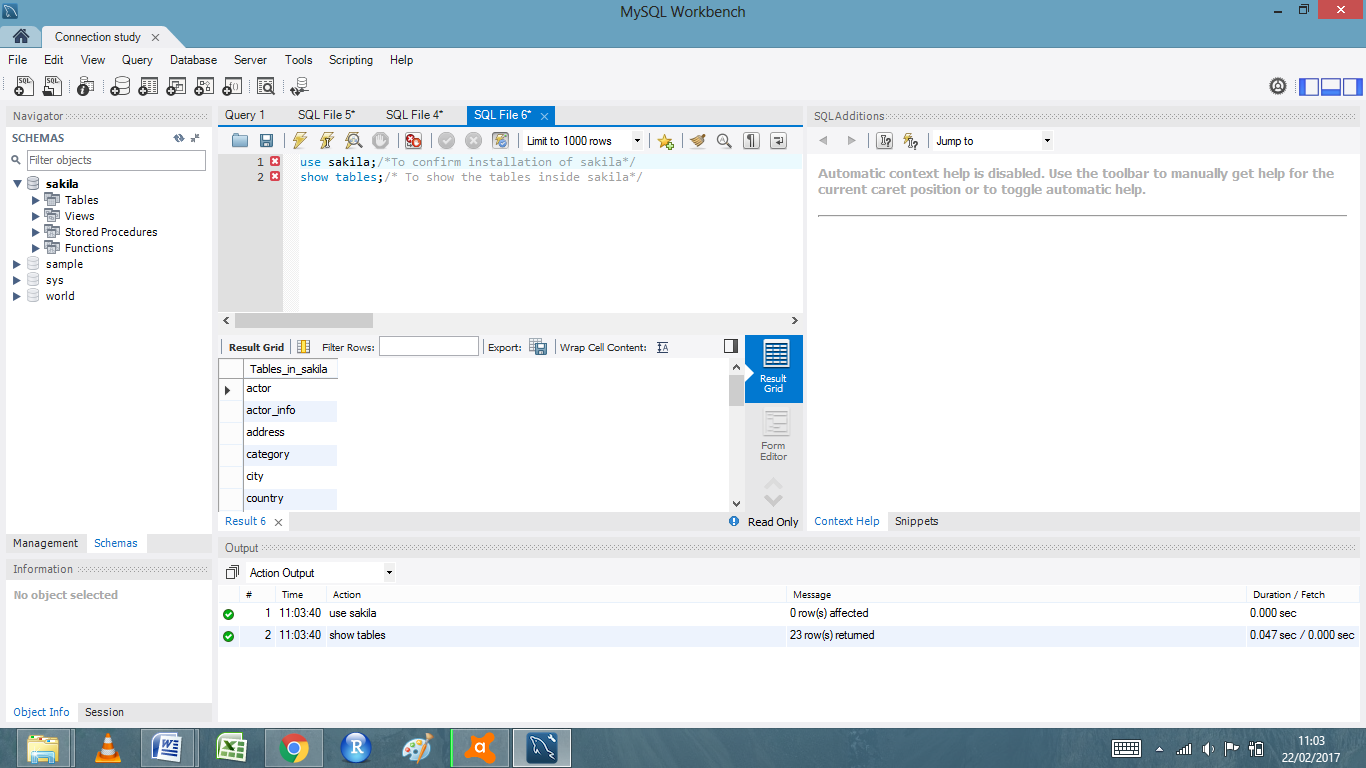 MySQL Workbench
Connection study
File Edit View Query Database Server Tools Scripting Help
Navigator
SCHEMAS
Filter objects
sakila
Tables
Views
Stored Procedures
Functions
sample
sys
world
Management Schemas
Information
No object selected
Object Info Session
Query 1 SQL File 5* SQL File 4* SQL File 6*
Limit to 1000 rows
1 use sakila;/*To confirm installation of sakila*/
2 show tables;/* To show the tables inside sakila*/
Result Grid Filter Rows: Export: Wrap Cell Content:
Tables_in_sakila
actor
actor_info
address
category
city
country
Result Grid
Form Editor
Result 6 Read Only
SQLAdditions
Jump to
Automatic context help is disabled. Use the toolbar to manually get help for the
current caret position or to toggle automatic help.
Context Help Snippets
Output
Action Output
# Time Action Message Duration / Fetch
1 11:03:40 use sakila 0 row(s) affected 0.000 sec
2 11:03:40 show tables 23 row(s) returned 0.047 sec / 0.000 sec
11:03
22/02/2017